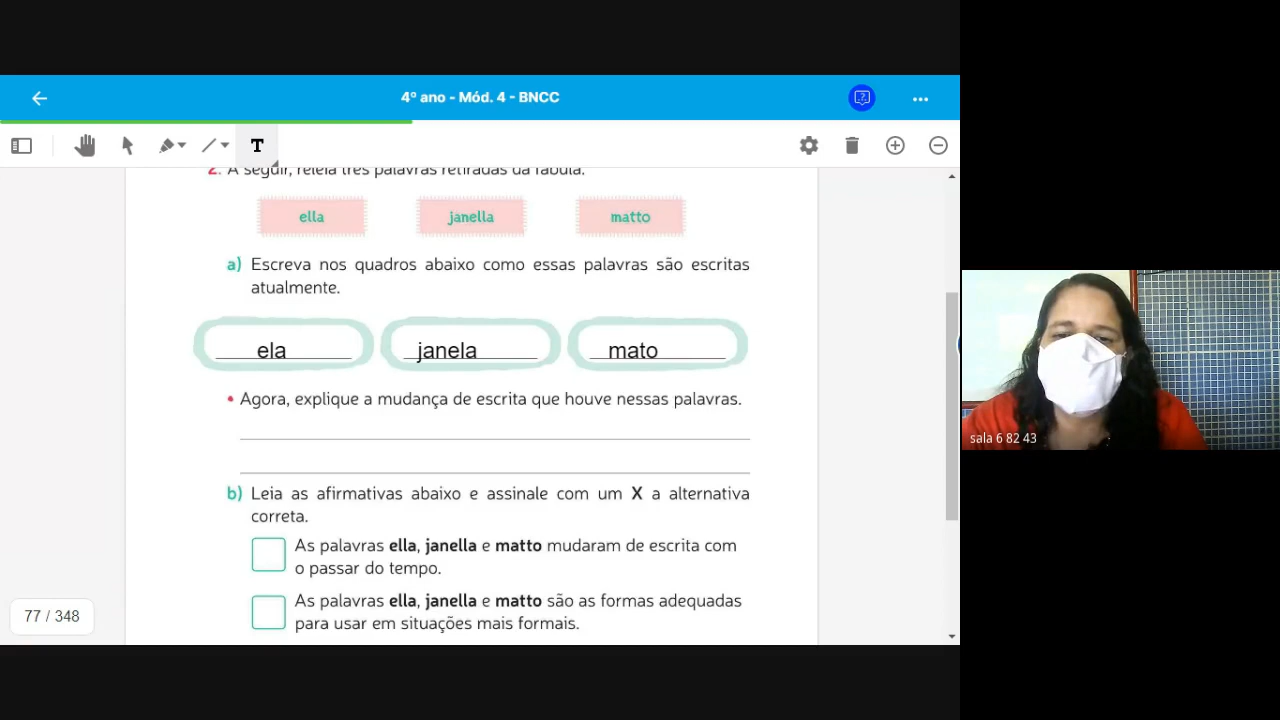 4º ano - Mód. 4 - BNCC
T
2. A seguir, releia três palavras retiradas da fábula.
ella janella matto
a) Escreva nos quadros abaixo como essas palavras são escritas
atualmente.
ela janela mato
• Agora, explique a mudança de escrita que houve nessas palavras.
b) Leia as afirmativas abaixo e assinale com um X a alternativa
correta.
As palavras ella, janella e matto mudaram de escrita com
o passar do tempo.
As palavras ella, janella e matto são as formas adequadas
para usar em situações mais formais.
77 / 348
sala 6 82 43